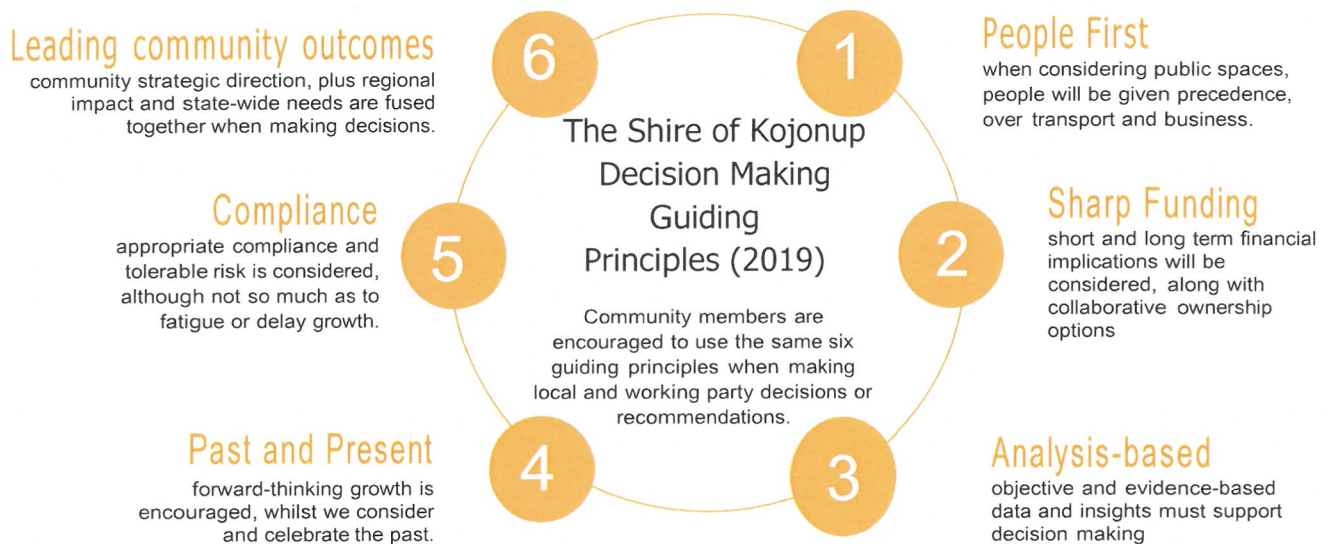 The Shire of Kojonup
Decision Making
Guiding
Principles (2019)
Community members are
encouraged to use the same six
guiding principles when making
local and working party decisions or
recommendations.
1
People First
when considering public spaces,
people will be given precedence,
over transport and business.
2
Sharp Funding
short and long term financial
implications will be
considered, along with
collaborative ownership
options
3
Analysis-based
objective and evidence-based
data and insights must support
decision making
4
Past and Present
forward-thinking growth is
encouraged, whilst we consider
and celebrate the past.
5
Compliance
appropriate compliance and
tolerable risk is considered,
although not so much as to
fatigue or delay growth.
6
Leading community outcomes
community strategic direction, plus regional
impact and state-wide needs are fused
together when making decisions.